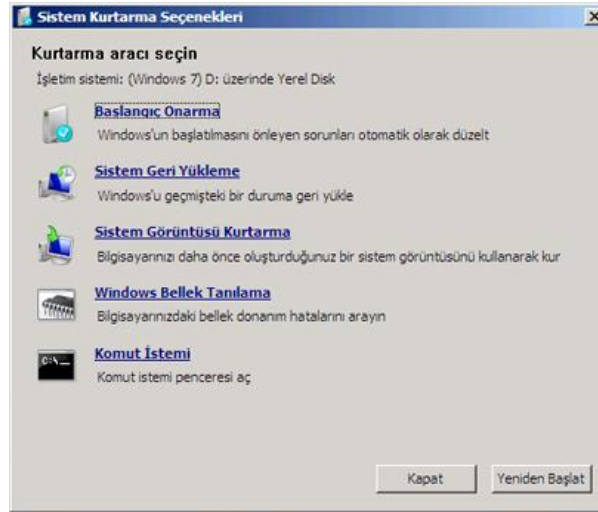 Sistem Kurtarma Seçenekleri
Kurtarma aracı seçin
İşletim sistemi: (Windows 7) D: üzerinde Yerel Disk
Başlangıç Onarma
Windows'un başlatılmasını önleyen sorunları otomatik olarak düzelt
Sistem Geri Yükleme
Windows'u geçmişteki bir duruma geri yükle
Sistem Görüntüsü Kurtarma
Bilgisayarınızı daha önce oluşturduğunuz bir sistem görüntüsünü kullanarak kur
Windows Bellek Tanılama
Bilgisayarınızdaki bellek donanım hatalarını arayın
C:\_
Komut İstemi
Komut istemi penceresi aç
Kapat
Yeniden Başlat